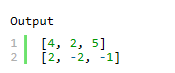 Output
1 [4, 2, 5]
2 [2, -2, -1]